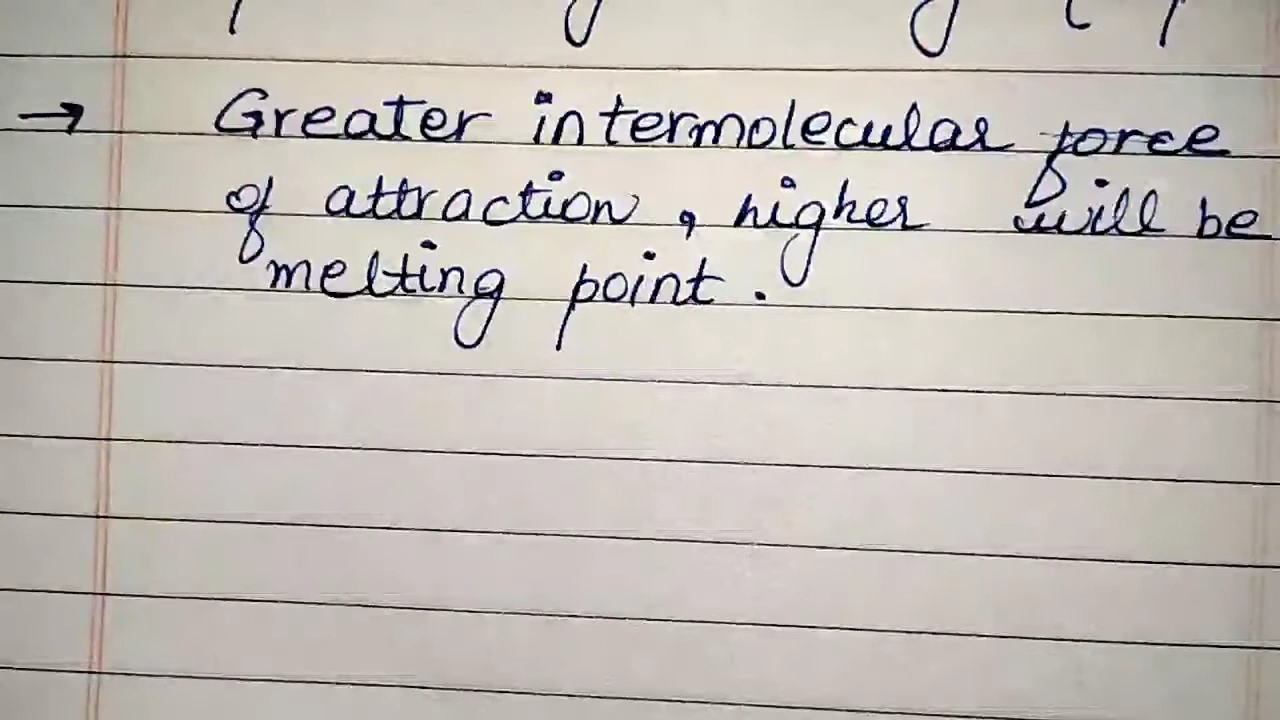 → Greater intermolecular force
of attraction, higher will be
melting point.